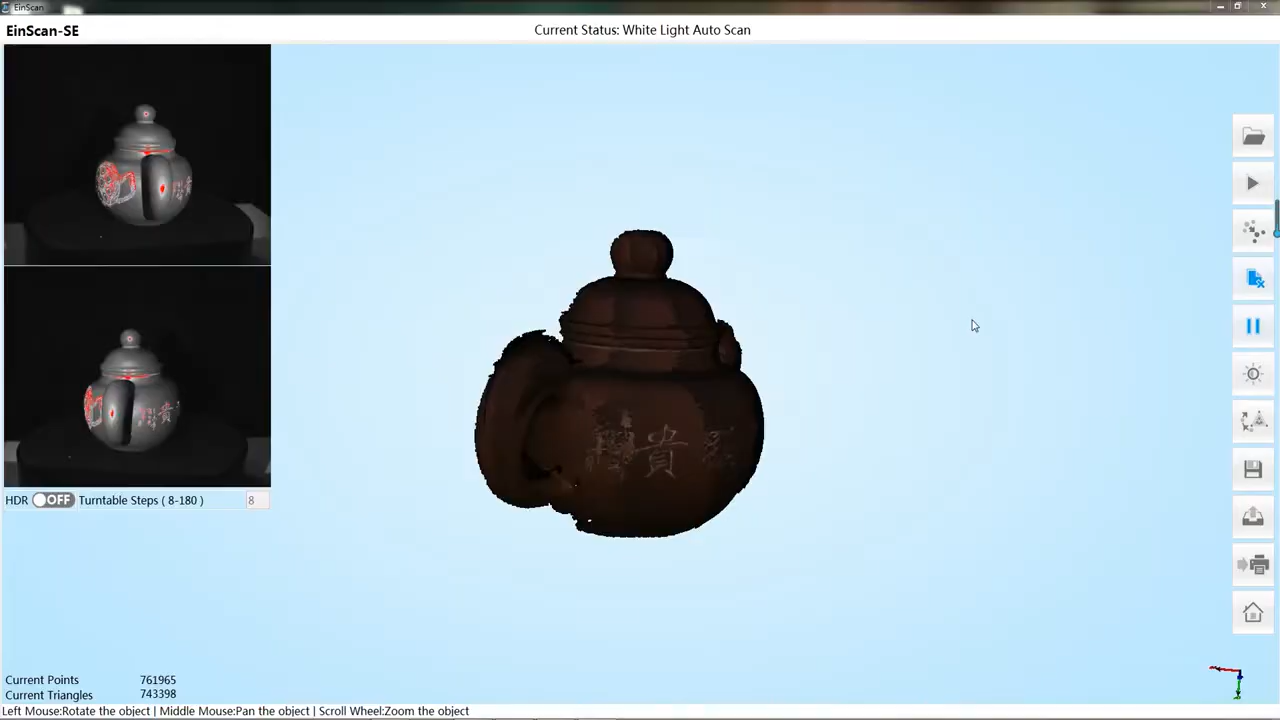 EinScan
EinScan-SE
Current Status: White Light Auto Scan
貴
HDR OFF Turntable Steps ( 8-180 ) 8
Current Points 761965
Current Triangles 743398
Left Mouse:Rotate the object | Middle Mouse:Pan the object | Scroll Wheel:Zoom the object